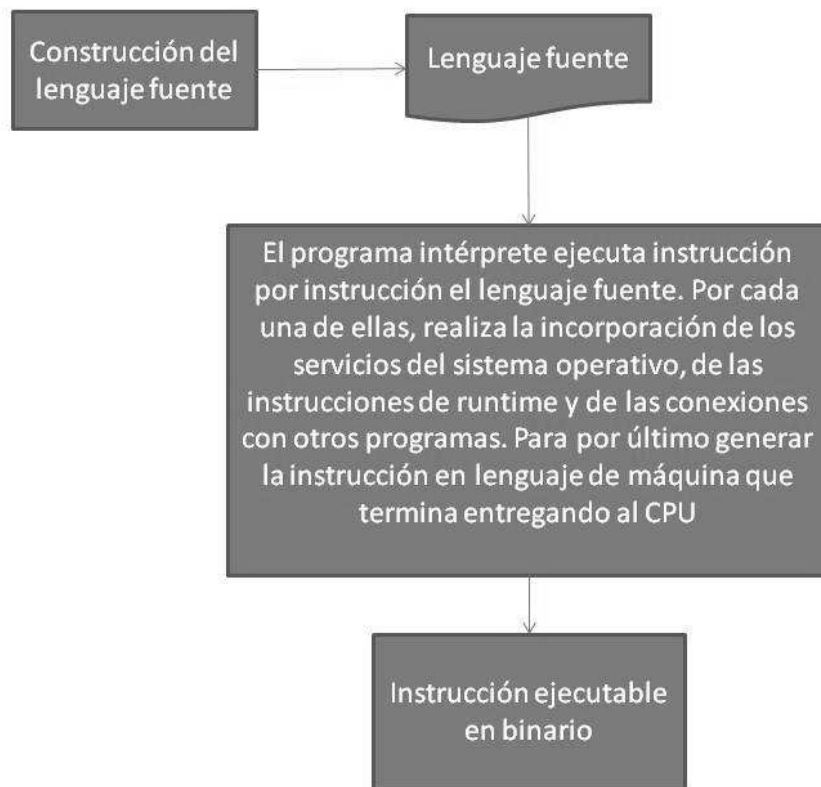 Construcción del
lenguaje fuente
Lenguaje fuente
El programa intérprete ejecuta instrucción
por instrucción el lenguaje fuente. Por cada
una de ellas, realiza la incorporación de los
servicios del sistema operativo, de las
instrucciones de runtime y de las conexiones
con otros programas. Para por último generar
la instrucción en lenguaje de máquina que
termina entregando al CPU
Instrucción ejecutable
en binario